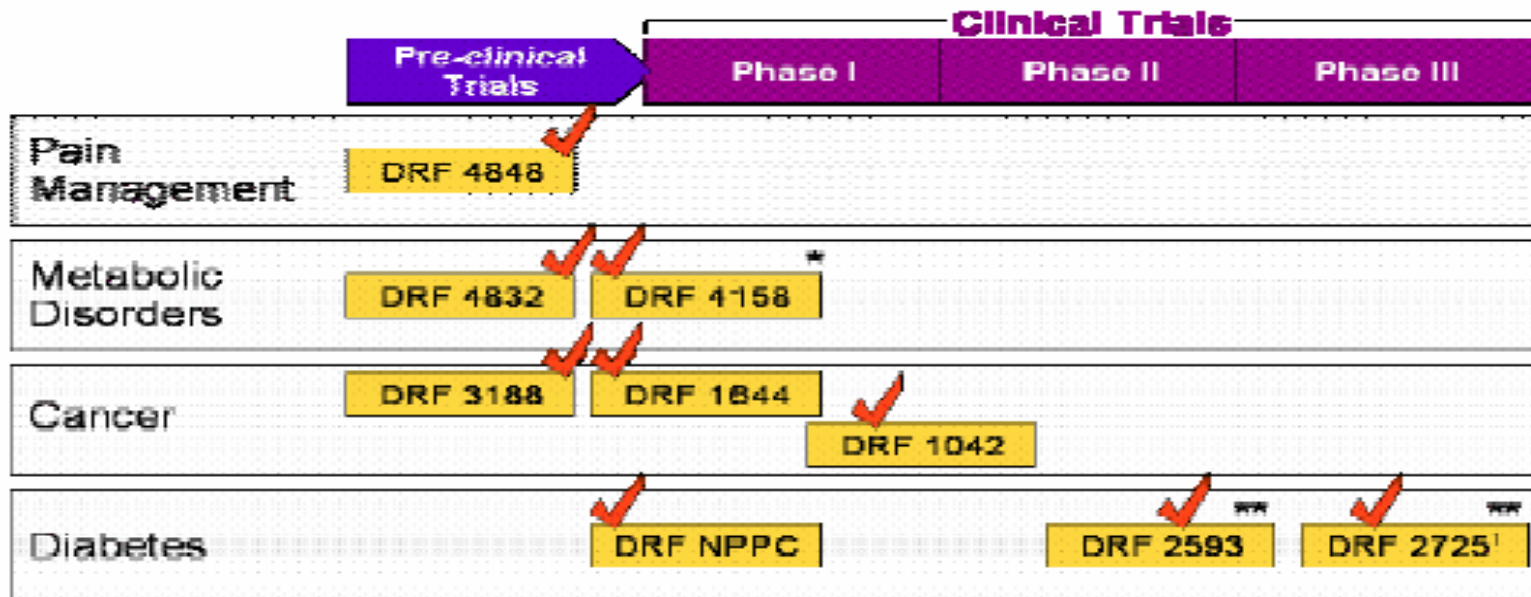 Clinical Trials
Pre-clinical
Trials
Phase I
Phase II
Phase III
Pain
Management
DRF 4848
Metabolic
Disorders
DRF 4832
DRF 4158
*
Cancer
DRF 3188
DRF 1644
DRF 1042
Diabetes
DRF NPPC
DRF 2593
**
DRF 2725¹
**